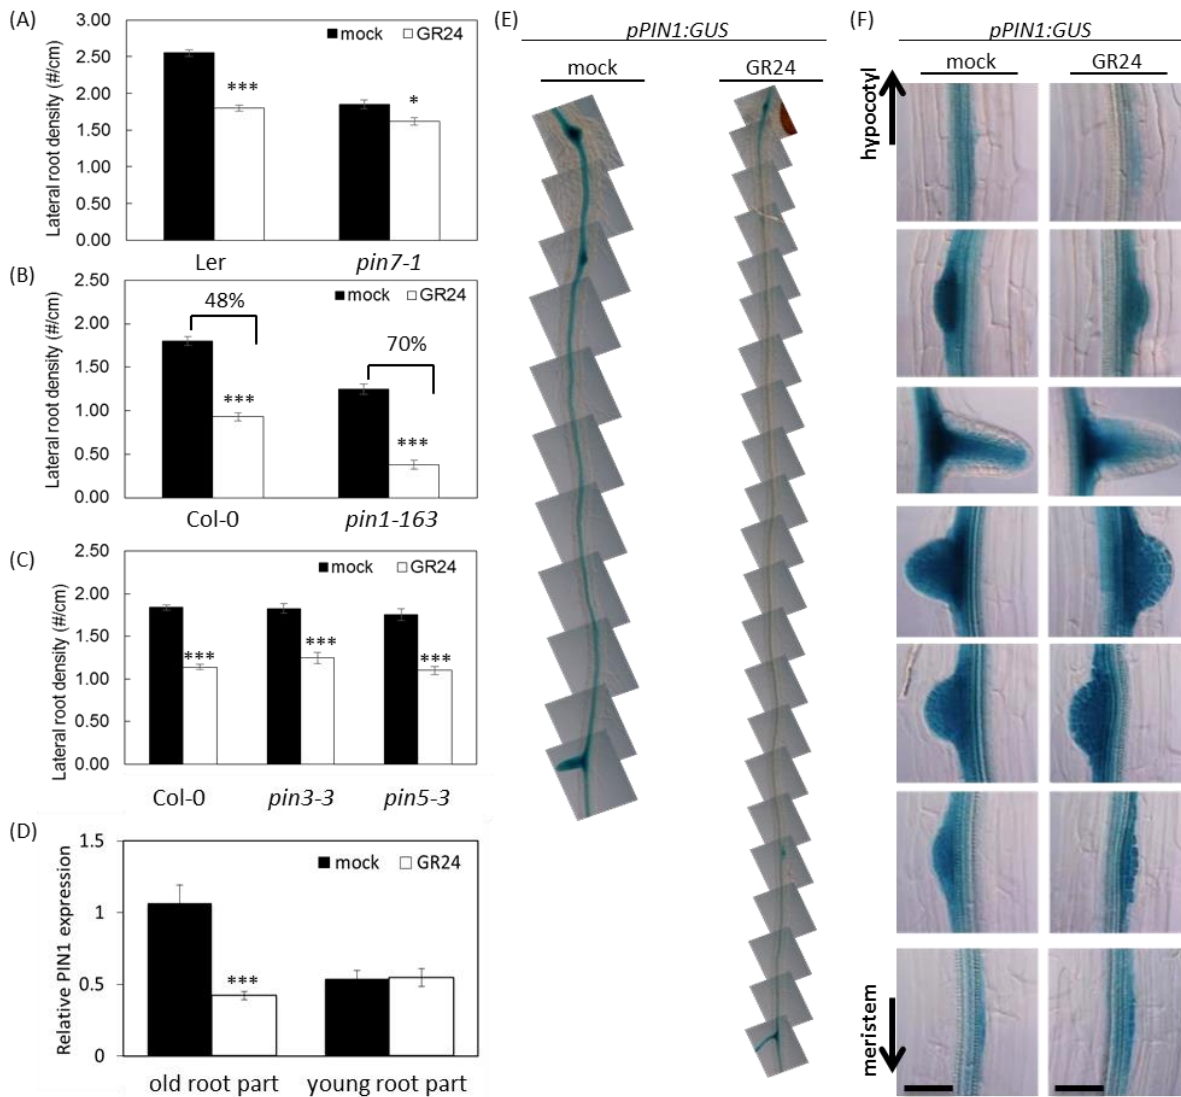 (A)
3.00
2.50
2.00
1.50
1.00
0.50
0.00
Lateral root density (#/cm)
mock GR24
***
*
Ler pin7-1
(B)
2.50
2.00
1.50
1.00
0.50
0.00
Lateral root density (#/cm)
mock GR24
48%
***
70%
***
Col-0 pin1-163
(C)
2.50
2.00
1.50
1.00
0.50
0.00
Lateral root density (#/cm)
mock GR24
***
***
***
Col-0 pin3-3 pin5-3
(D)
1.5
1
0.5
0
Relative PIN1 expression
mock GR24
***
old root part young root part
(E)
pPIN1:GUS
mock GR24
(F)
pPIN1:GUS
mock GR24
hypocotyl
meristem